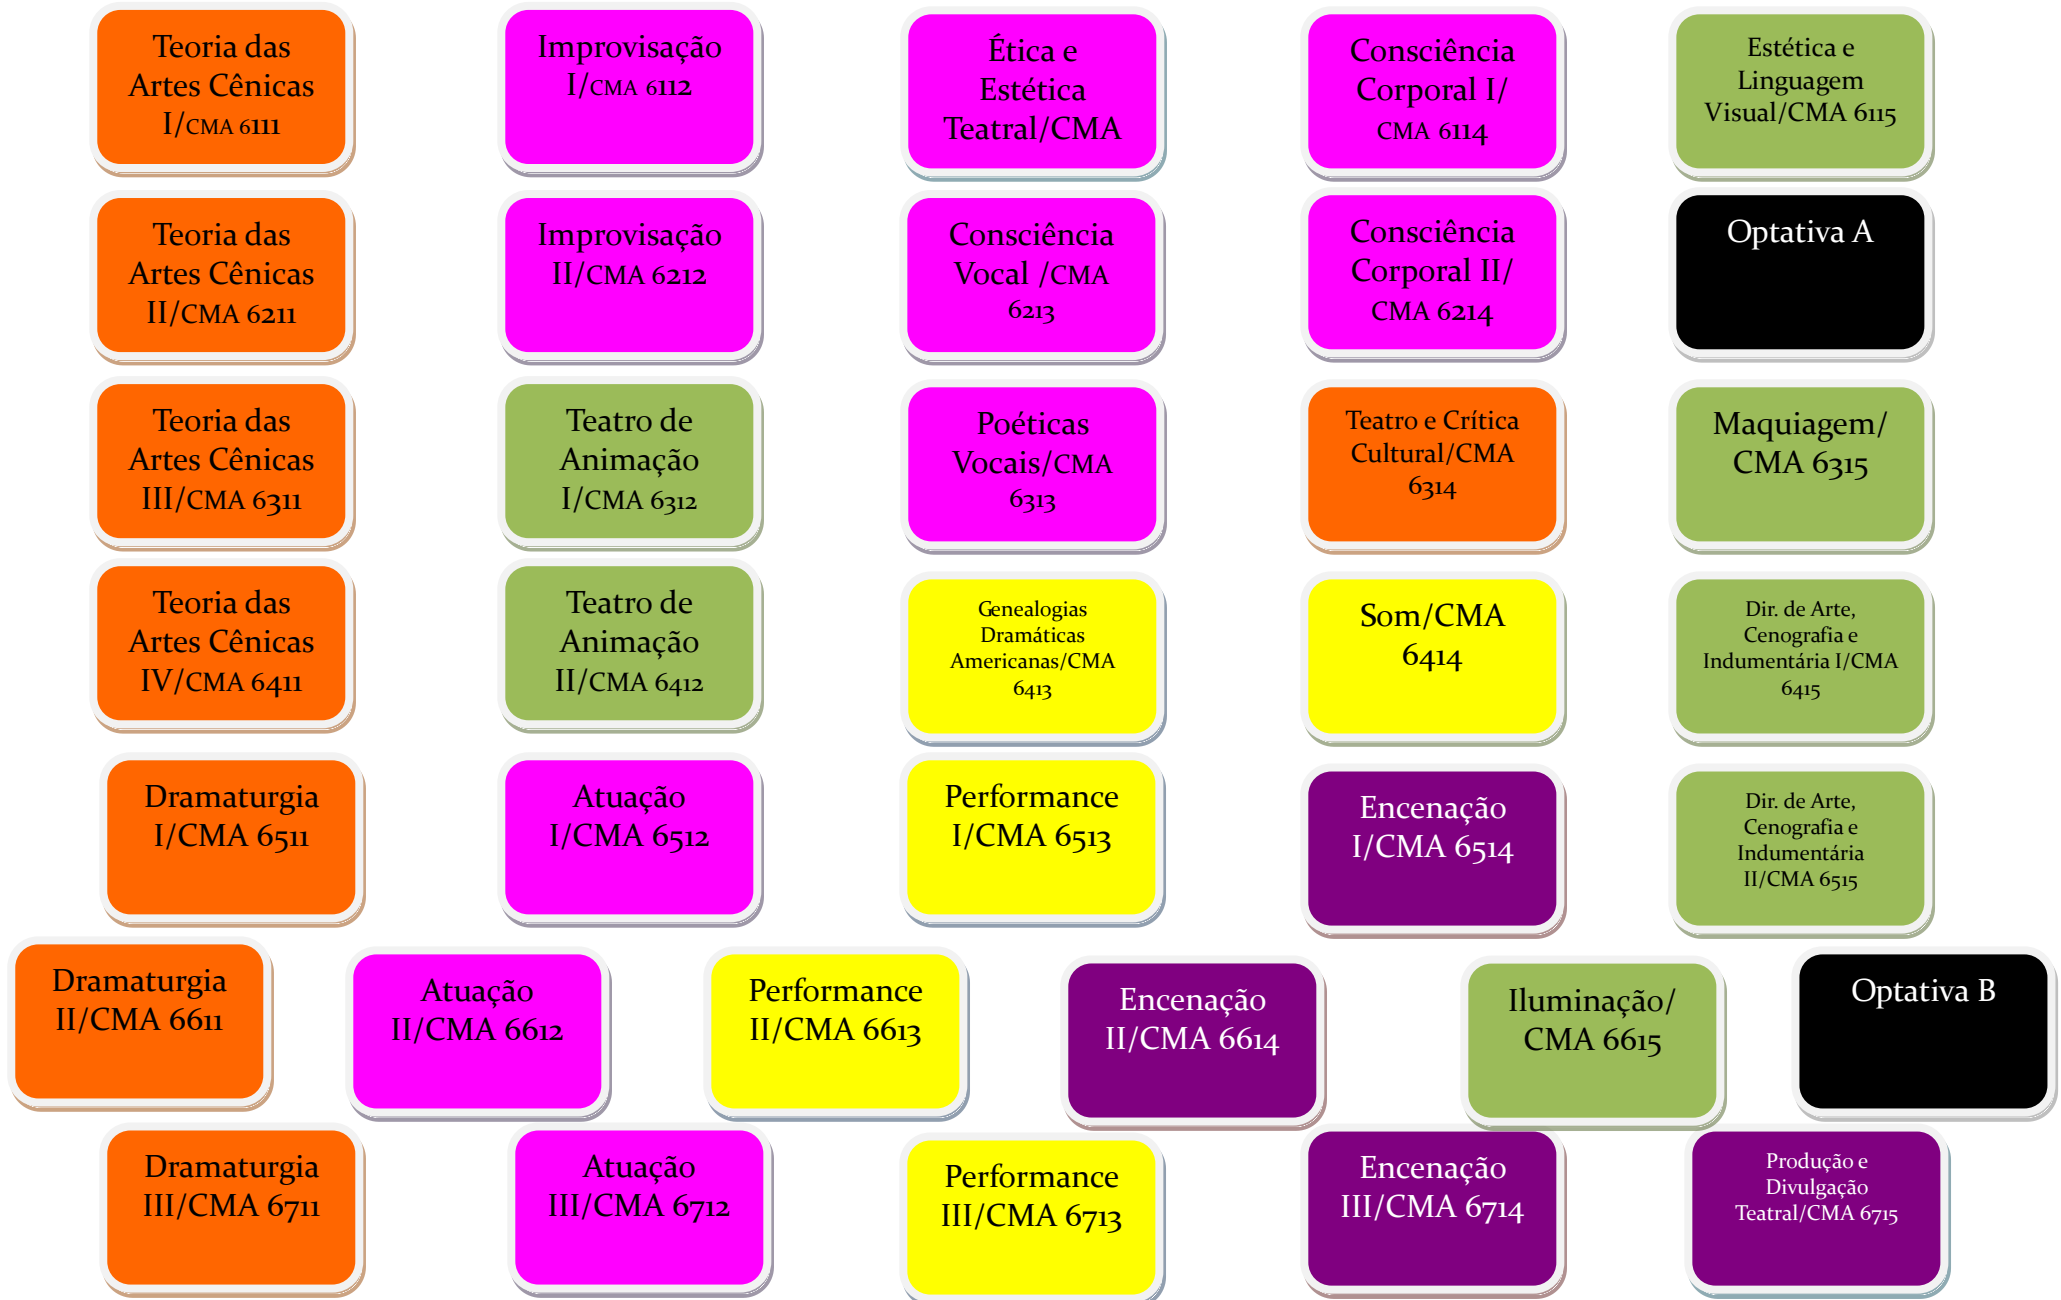 Teoria das
Artes Cênicas
I/CMA 6111
Improvisação
I/CMA 6112
Ética e
Estética
Teatral/CMA
Consciência
Corporal I/
CMA 6114
Estética e
Linguagem
Visual/CMA 6115
Teoria das
Artes Cênicas
II/CMA 6211
Improvisação
II/CMA 6212
Consciência
Vocal /CMA
6213
Consciência
Corporal II/
CMA 6214
Optativa A
Teoria das
Artes Cênicas
III/CMA 6311
Teatro de
Animação
I/CMA 6312
Poéticas
Vocais/CMA
6313
Teatro e Crítica
Cultural/CMA
6314
Maquiagem/
CMA 6315
Teoria das
Artes Cênicas
IV/CMA 6411
Teatro de
Animação
II/CMA 6412
Genealogias
Dramáticas
Americanas/CMA
6413
Som/CMA
6414
Dir. de Arte,
Cenografia e
Indumentária I/CMA
6415
Dramaturgia
I/CMA 6511
Atuação
I/CMA 6512
Performance
I/CMA 6513
Encenação
I/CMA 6514
Dir. de Arte,
Cenografia e
Indumentária
II/CMA 6515
Dramaturgia
II/CMA 6611
Atuação
II/CMA 6612
Performance
II/CMA 6613
Encenação
II/CMA 6614
Iluminação/
CMA 6615
Optativa B
Dramaturgia
III/CMA 6711
Atuação
III/CMA 6712
Performance
III/CMA 6713
Encenação
III/CMA 6714
Produção e
Divulgação
Teatral/CMA 6715